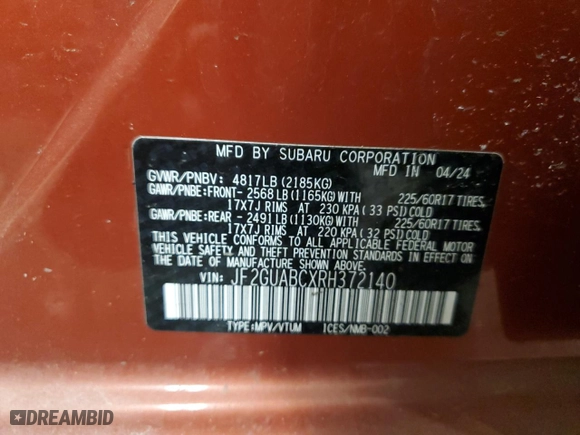 MFD BY SUBARU CORPORATION
MFD IN 04/24
GVWR/PNBV: 4817LB (2185KG)
GAWR/PNBE:FRONT- 2568LB (1165KG) WITH 225/60R17 TIRES,
17X7J RIMS AT 230 KPA (33 PSI) COLD
GAWR/PNBE:REAR - 2491LB (1130KG) WITH 225/60R17 TIRES,
17X7J RIMS AT 220 KPA (32 PSI) COLD
THIS VEHICLE CONFORMS TO ALL APPLICABLE FEDERAL MOTOR
VEHICLE SAFETY, BUMPER, AND THEFT PREVENTION STANDARDS IN EFFECT ON
THE DATE OF MANUFACTURE SHOWN ABOVE.
VIN: JF2GUABCXRH372140
TYPE:MPV/VTUM ICES/NMB-002
DREAMBID